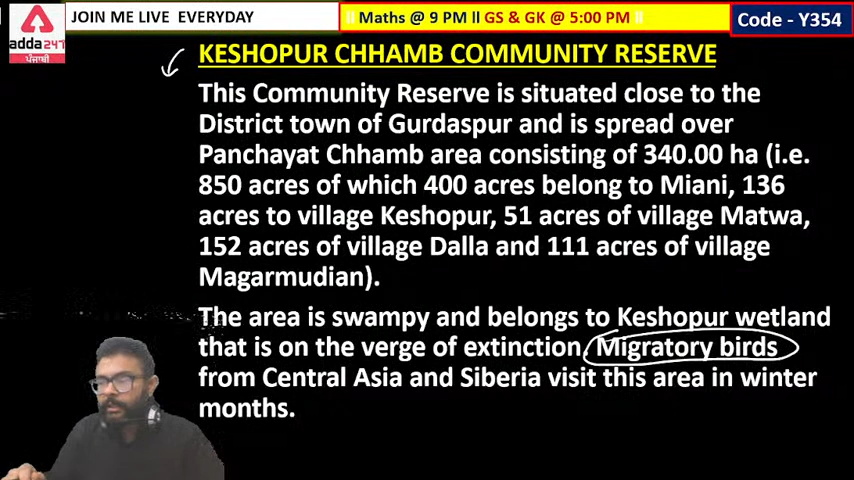 JOIN ME LIVE EVERYDAY
॥ Maths @ 9 PM ll GS & GK @ 5:00 PM ॥
Code - Y354
adda247
ਪੰਜਾਬੀ
KESHOPUR CHHAMB COMMUNITY RESERVE
This Community Reserve is situated close to the
District town of Gurdaspur and is spread over
Panchayat Chhamb area consisting of 340.00 ha (i.e.
850 acres of which 400 acres belong to Miani, 136
acres to village Keshopur, 51 acres of village Matwa,
152 acres of village Dalla and 111 acres of village
Magarmudian).
The area is swampy and belongs to Keshopur wetland
that is on the verge of extinction. Migratory birds
from Central Asia and Siberia visit this area in winter
months.